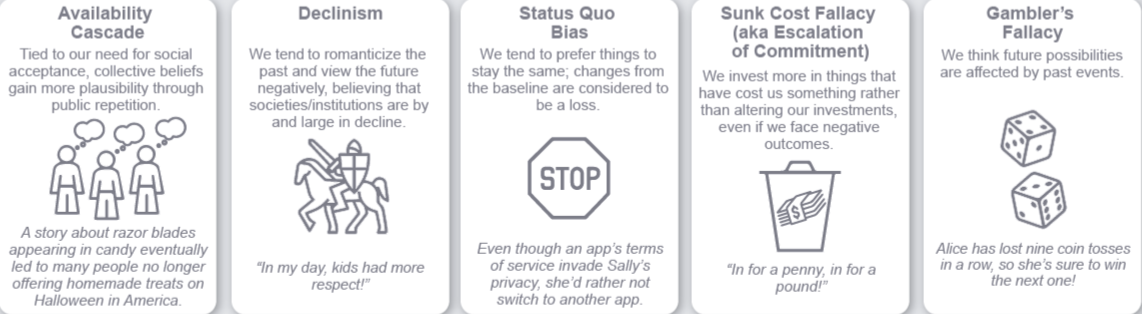 Availability
Cascade
Tied to our need for social
acceptance, collective beliefs
gain more plausibility through
public repetition.
A story about razor blades
appearing in candy eventually
led to many people no longer
offering homemade treats on
Halloween in America.
Declinism
We tend to romanticize the
past and view the future
negatively, believing that
societies/institutions are by
and large in decline.
“In my day, kids had more
respect!”
Status Quo
Bias
We tend to prefer things to
stay the same; changes from
the baseline are considered to
be a loss.
STOP
Even though an app’s terms
of service invade Sally’s
privacy, she’d rather not
switch to another app.
Sunk Cost Fallacy
(aka Escalation
of Commitment)
We invest more in things that
have cost us something rather
than altering our investments,
even if we face negative
outcomes.
$
“In for a penny, in for a
pound!”
Gambler’s
Fallacy
We think future possibilities
are affected by past events.
Alice has lost nine coin tosses
in a row, so she’s sure to win
the next one!